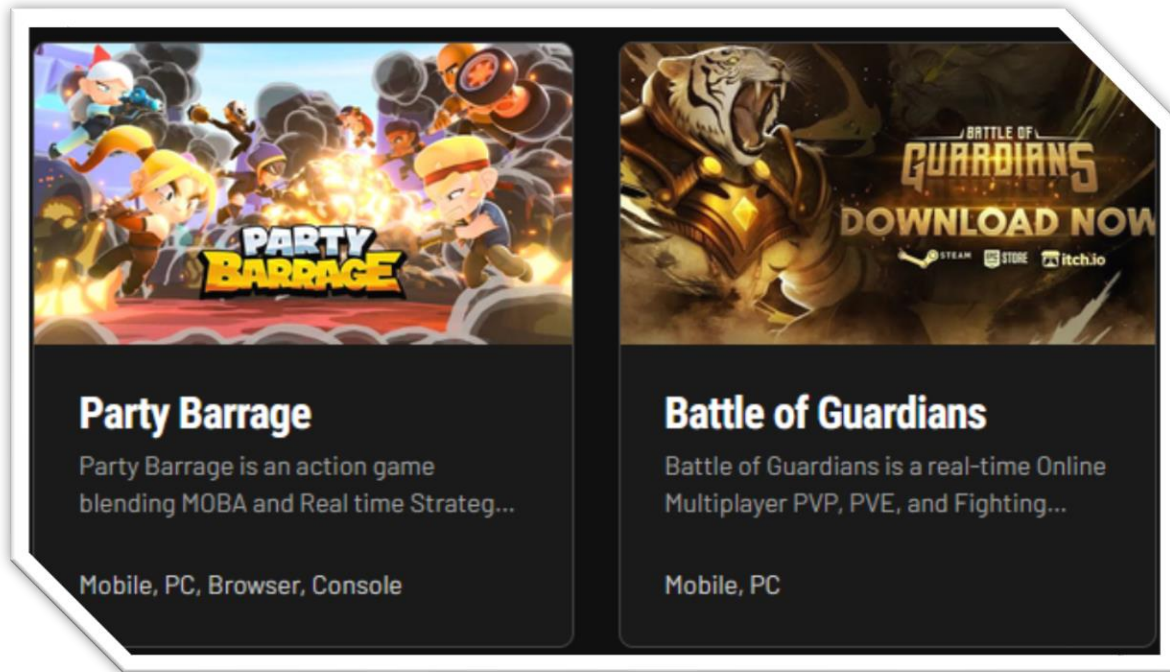 PARTY
BARRAGE
Party Barrage
Party Barrage is an action game
blending MOBA and Real time Strateg...
Mobile, PC, Browser, Console
BATTLE OF
GUARDIANS
DOWNLOAD NOW
STEAM EPIC STORE itch.io
Battle of Guardians
Battle of Guardians is a real-time Online
Multiplayer PVP, PVE, and Fighting...
Mobile, PC